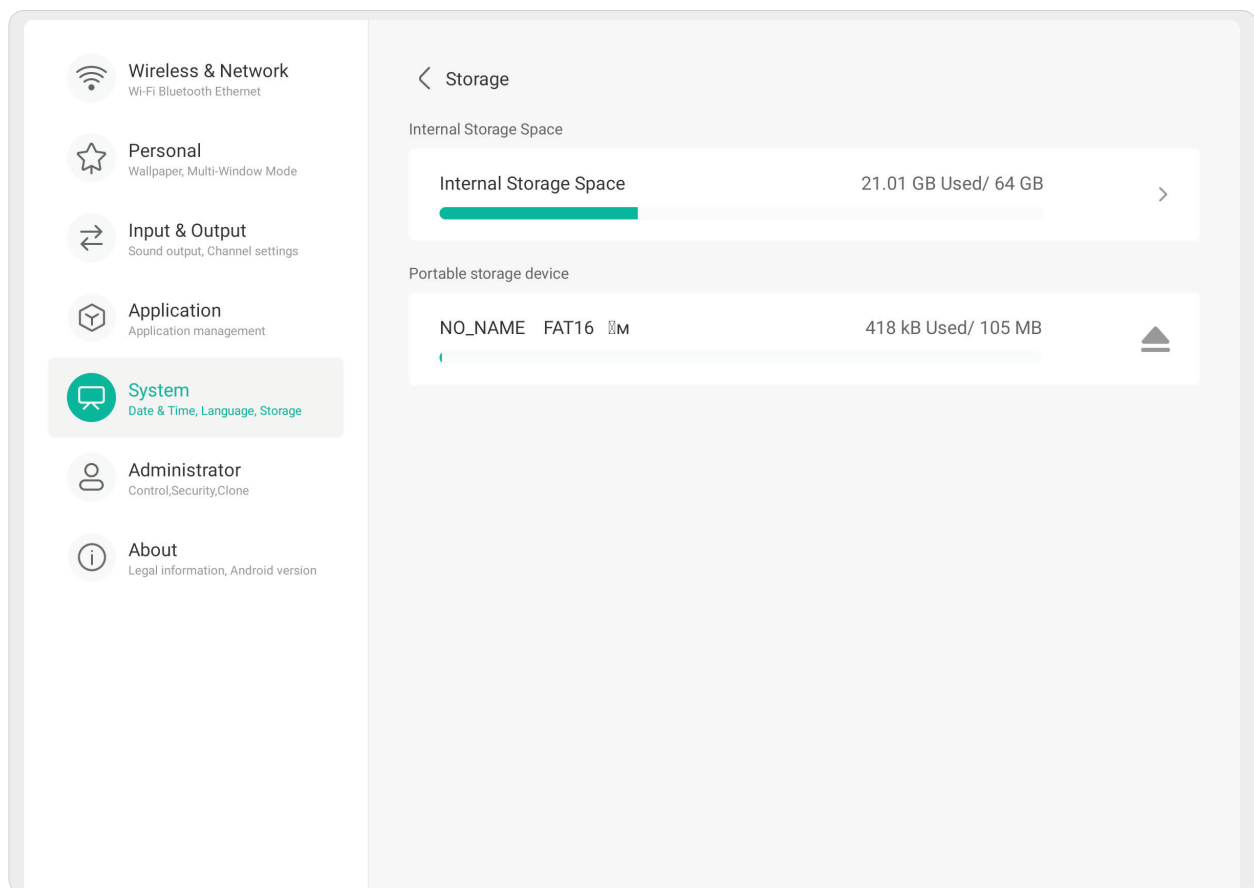 Wireless & Network
Wi-Fi Bluetooth Ethernet
Personal
Wallpaper, Multi-Window Mode
Input & Output
Sound output, Channel settings
Application
Application management
System
Date & Time, Language, Storage
Administrator
Control,Security,Clone
About
Legal information, Android version
Storage
Internal Storage Space
Internal Storage Space 21.01 GB Used/ 64 GB
Portable storage device
NO_NAME FAT16 м 418 kB Used/ 105 MB